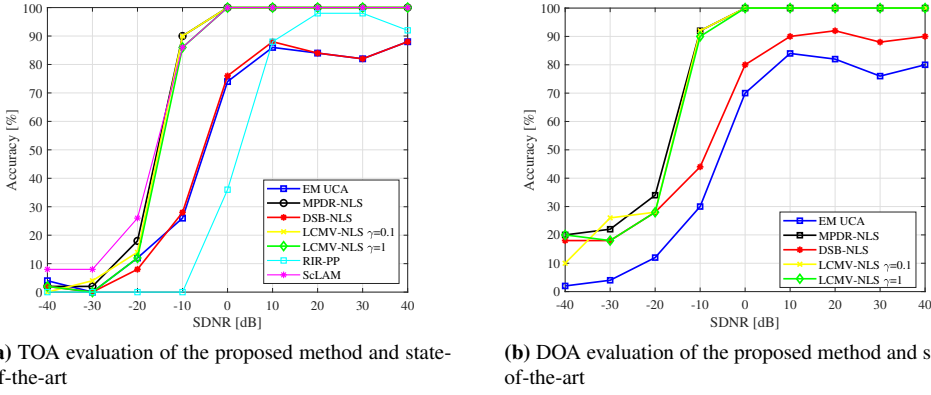 100
90
80
70
60
50
40
30
20
10
0
Accuracy [%]
-40 -30 -20 -10 0 10 20 30 40
SDNR [dB]
EM UCA
MPDR-NLS
DSB-NLS
LCMV-NLS γ=0.1
LCMV-NLS γ=1
RIR-PP
ScLAM
a) TOA evaluation of the proposed method and state-
f-the-art
100
90
80
70
60
50
40
30
20
10
0
Accuracy [%]
-40 -30 -20 -10 0 10 20 30 40
SDNR [dB]
EM UCA
MPDR-NLS
DSB-NLS
LCMV-NLS γ=0.1
LCMV-NLS γ=1
(b) DOA evaluation of the proposed method and s
of-the-art